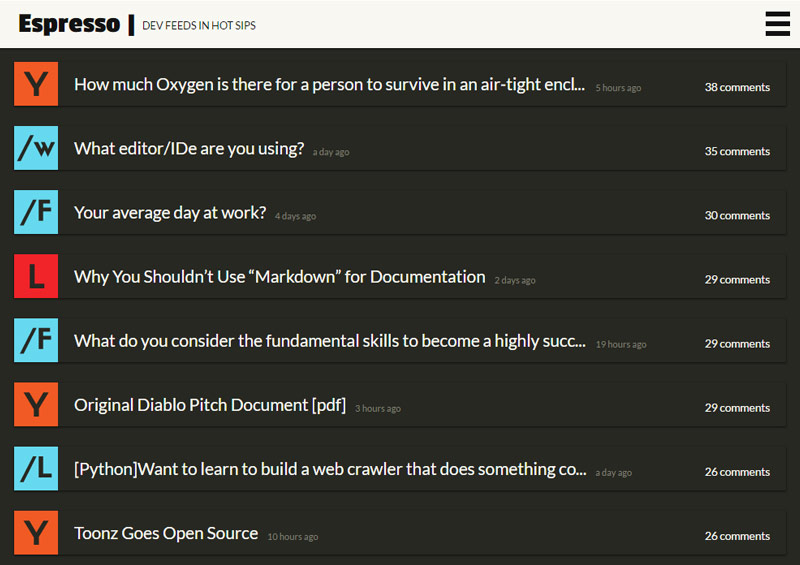 Espresso | DEV FEEDS IN HOT SIPS
Y How much Oxygen is there for a person to survive in an air-tight encl... 5 hours ago 38 comments
/w What editor/IDe are you using? a day ago 35 comments
/F Your average day at work? 4 days ago 30 comments
L Why You Shouldn’t Use “Markdown” for Documentation 2 days ago 29 comments
/F What do you consider the fundamental skills to become a highly succ... 19 hours ago 29 comments
Y Original Diablo Pitch Document [pdf] 3 hours ago 29 comments
/L [Python]Want to learn to build a web crawler that does something co... a day ago 26 comments
Y Toonz Goes Open Source 10 hours ago 26 comments